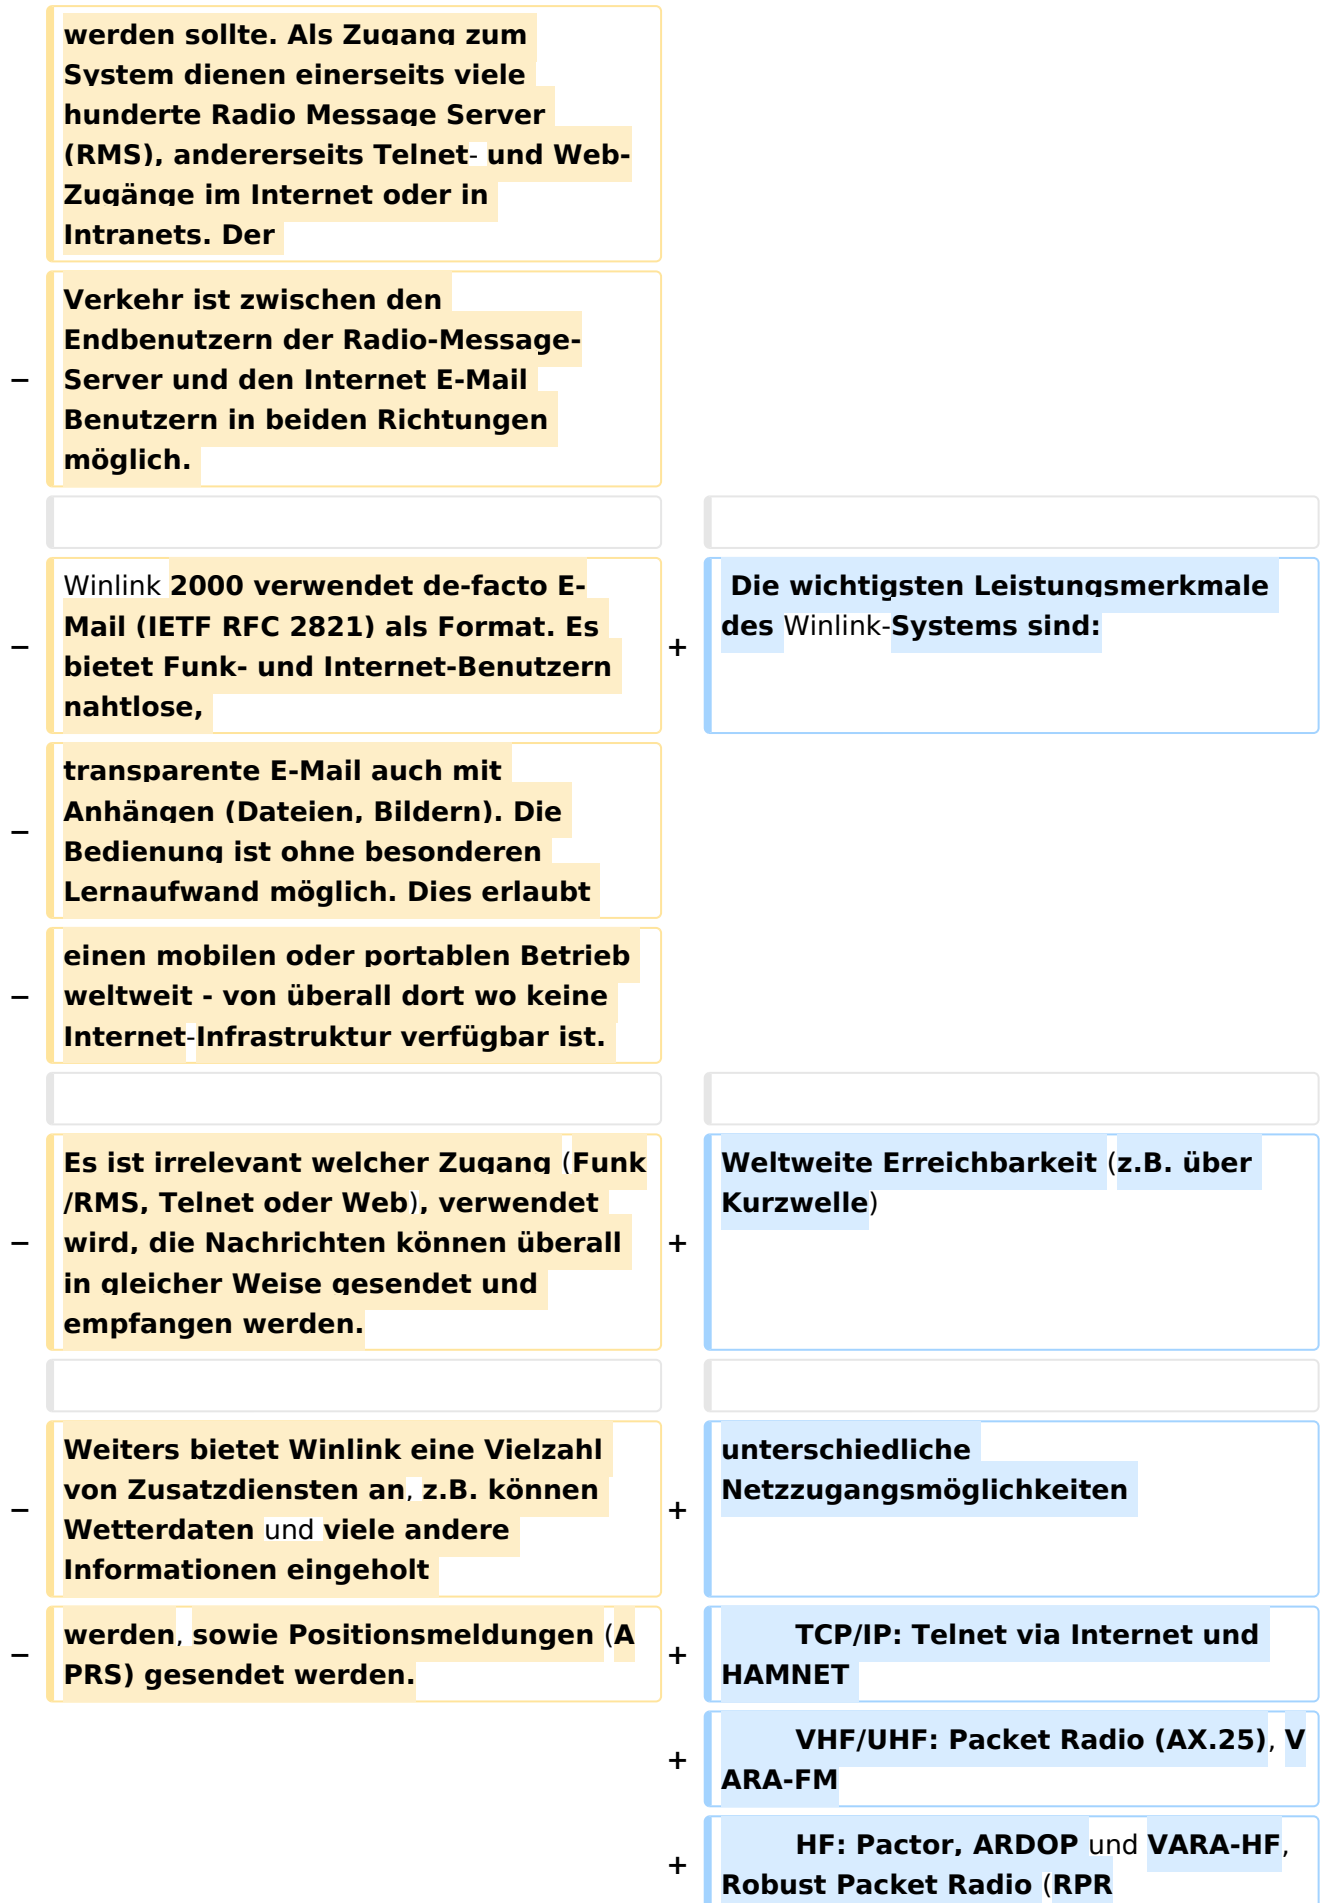 werden sollte. Als Zugang zum
System dienen einerseits viele
hunderte Radio Message Server
(RMS), andererseits Telnet- und Web-
Zugänge im Internet oder in
Intranets. Der
−
Verkehr ist zwischen den
Endbenutzern der Radio-Message-
Server und den Internet E-Mail
Benutzern in beiden Richtungen
möglich.
−
Winlink 2000 verwendet de-facto E-
Mail (IETF RFC 2821) als Format. Es
bietet Funk- und Internet-Benutzern
nahtlose,
+
Die wichtigsten Leistungsmerkmale
des Winlink-Systems sind:
−
transparente E-Mail auch mit
Anhängen (Dateien, Bildern). Die
Bedienung ist ohne besonderen
Lernaufwand möglich. Dies erlaubt
−
einen mobilen oder portablen Betrieb
weltweit - von überall dort wo keine
Internet-Infrastruktur verfügbar ist.
−
Es ist irrelevant welcher Zugang (Funk
/RMS, Telnet oder Web), verwendet
wird, die Nachrichten können überall
in gleicher Weise gesendet und
empfangen werden.
+
Weltweite Erreichbarkeit (z.B. über
Kurzwelle)
−
Weiters bietet Winlink eine Vielzahl
von Zusatzdiensten an, z.B. können
Wetterdaten und viele andere
Informationen eingeholt
+
unterschiedliche
Netzzugangsmöglichkeiten
−
werden, sowie Positionsmeldungen (A
PRS) gesendet werden.
+
TCP/IP: Telnet via Internet und
HAMNET
+
VHF/UHF: Packet Radio (AX.25), V
ARA-FM
+
HF: Pactor, ARDOP und VARA-HF,
Robust Packet Radio (RPR